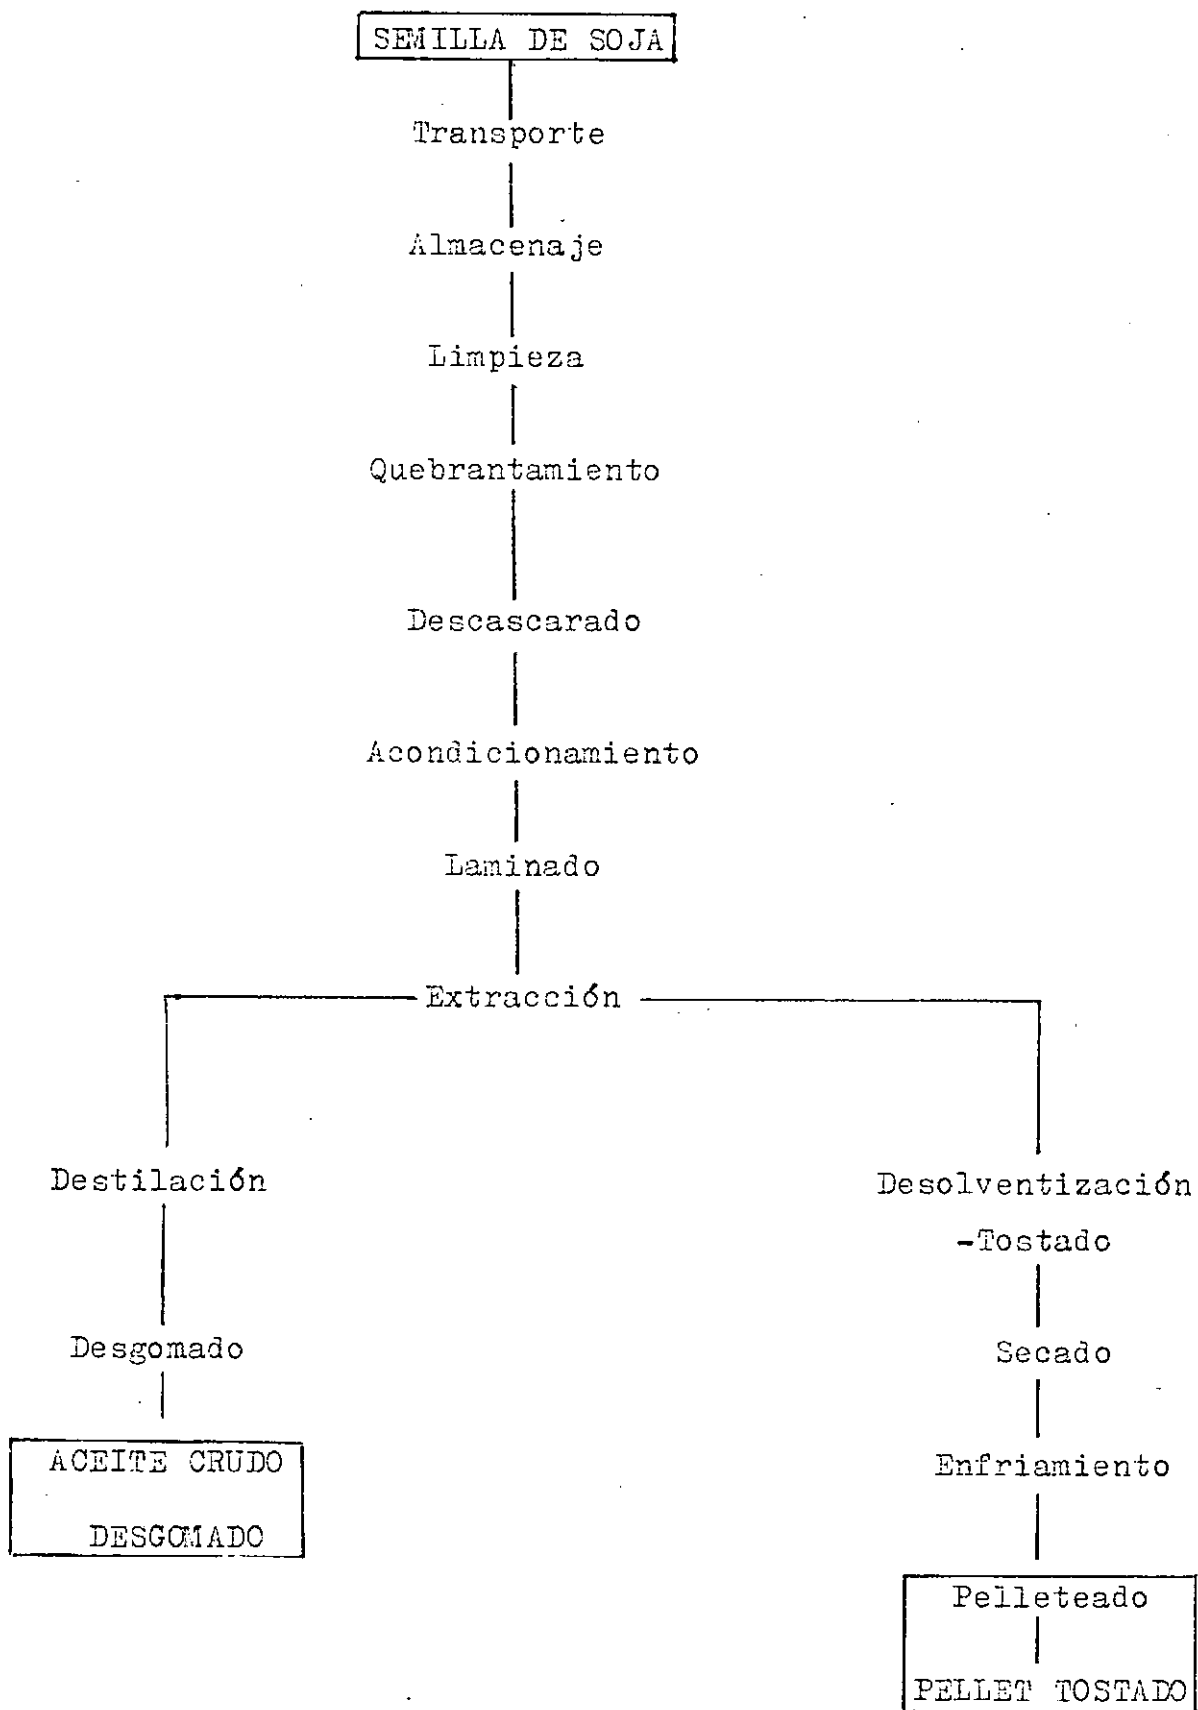 SEMILLA DE SOJA
Transporte
Almacenaje
Limpieza
Quebrantamiento
Descascarado
Acondicionamiento
Laminado
Extracción
Destilación
Desgomado
ACEITE CRUDO
DESGOMADO
Desolventización
-Tostado
Secado
Enfriamiento
Pelleteado
PELLET TOSTADO